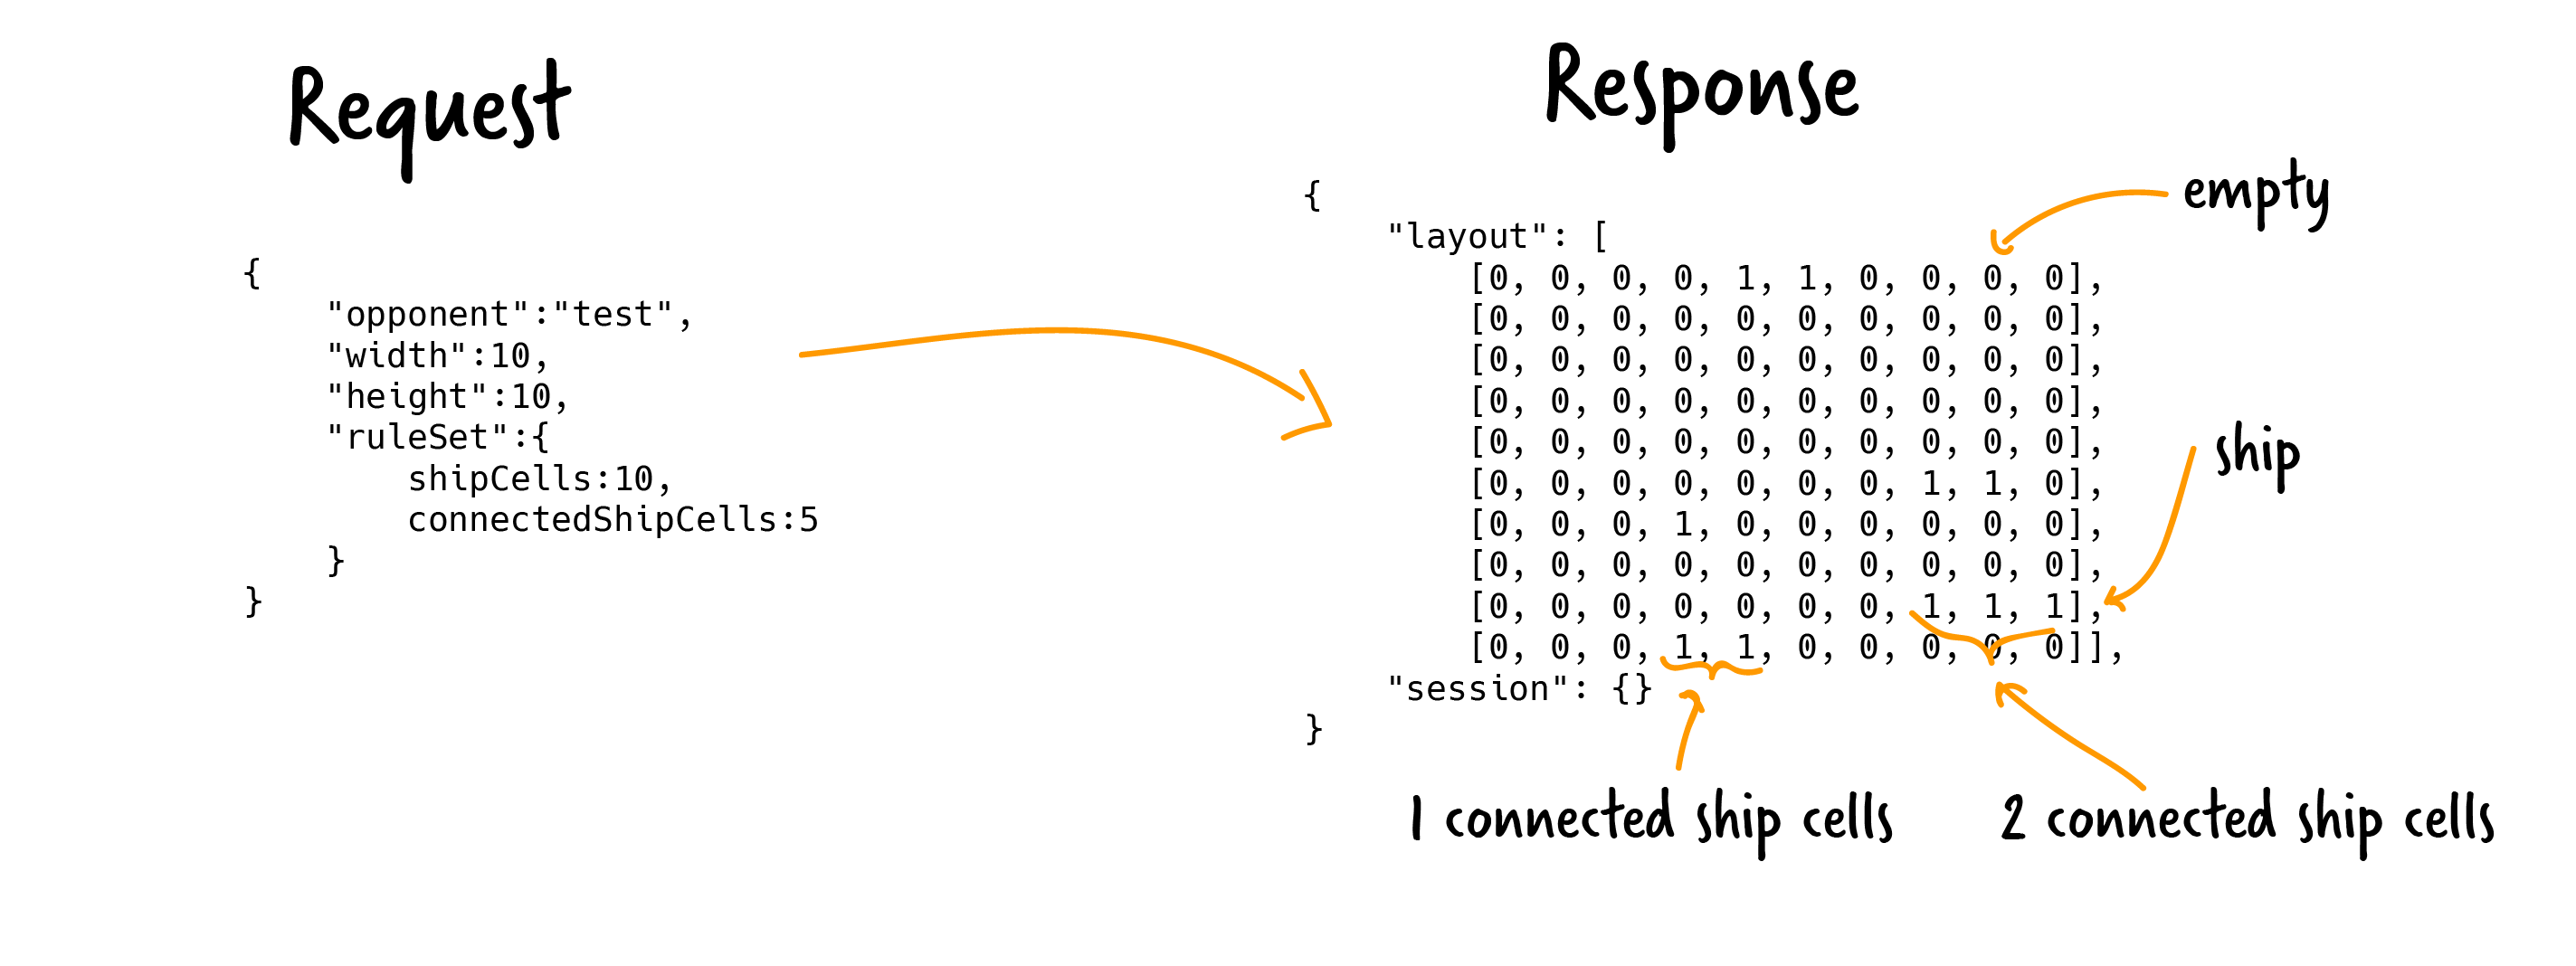 Request
{
"opponent":"test",
"width":10,
"height":10,
"ruleSet":{
shipCells:10,
connectedShipCells:5
}
}
Response
{
"layout": [
[0, 0, 0, 0, 1, 1, 0, 0, 0, 0],
[0, 0, 0, 0, 0, 0, 0, 0, 0, 0],
[0, 0, 0, 0, 0, 0, 0, 0, 0, 0],
[0, 0, 0, 0, 0, 0, 0, 0, 0, 0],
[0, 0, 0, 0, 0, 0, 0, 0, 0, 0],
[0, 0, 0, 0, 0, 0, 0, 1, 1, 0],
[0, 0, 0, 1, 0, 0, 0, 0, 0, 0],
[0, 0, 0, 0, 0, 0, 0, 0, 0, 0],
[0, 0, 0, 0, 0, 0, 0, 1, 1, 1],
[0, 0, 0, 1, 1, 0, 0, 0, 0, 0]],
"session": {}
}
empty
ship
1 connected ship cells
2 connected ship cells